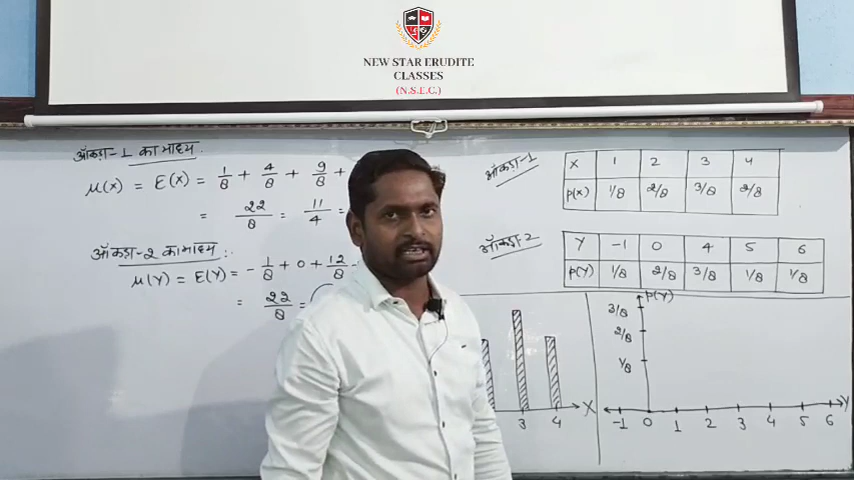 NEW STAR ERUDITE
CLASSES
(N.S.E.C.)
आँकड़ा-1 का माध्य
μ(X) = E(X) = 1/8 + 4/8 + 9/8 +
= 22/8 = 11/4 =
आँकड़ा-2 का माध्य :-
μ(Y) = E(Y) = - 1/8 + 0 + 12/8
= 22/8 =
आँकड़ा-1
X 1 2 3 4
P(X) 1/8 2/8 3/8 2/8
आँकड़ा-2
Y -1 0 4 5 6
P(Y) 1/8 2/8 3/8 1/8 1/8
3 4 X
P(Y)
3/8
2/8
1/8
-1 0 1 2 3 4 5 6 Y